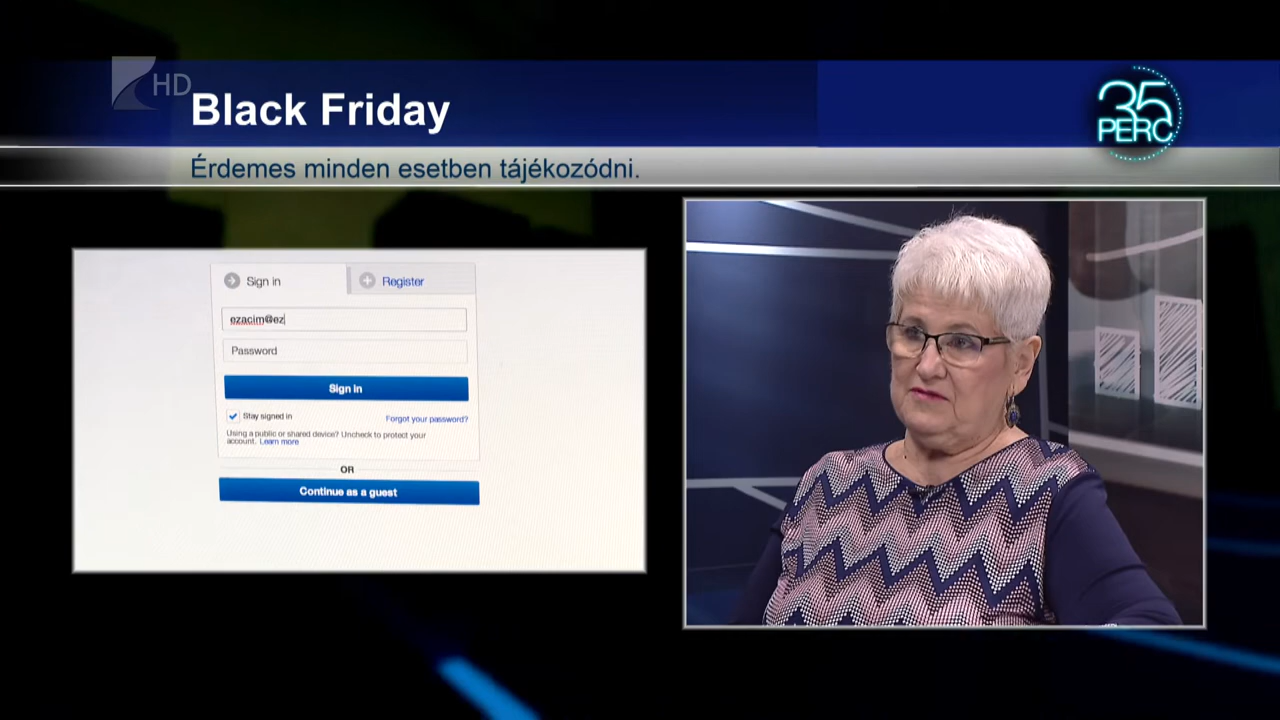 HD
Black Friday
35
PERC
Érdemes minden esetben tájékozódni.
Sign in
Register
ezacim@ez
Password
Sign in
Stay signed in
Forgot your password?
Using a public or shared device? Uncheck to protect your
account. Learn more
OR
Continue as a guest